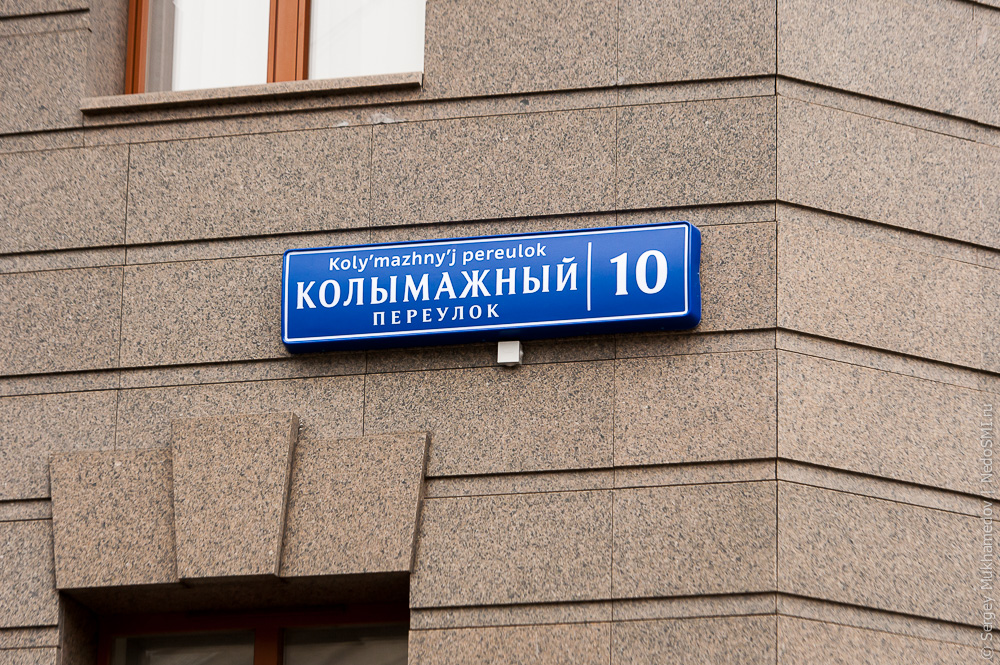 Koly’mazhny’j pereulok
КОЛЫМАЖНЫЙ
ПЕРЕУЛОК
10
© Sergey Mukhamedov / NedoSMI.ru